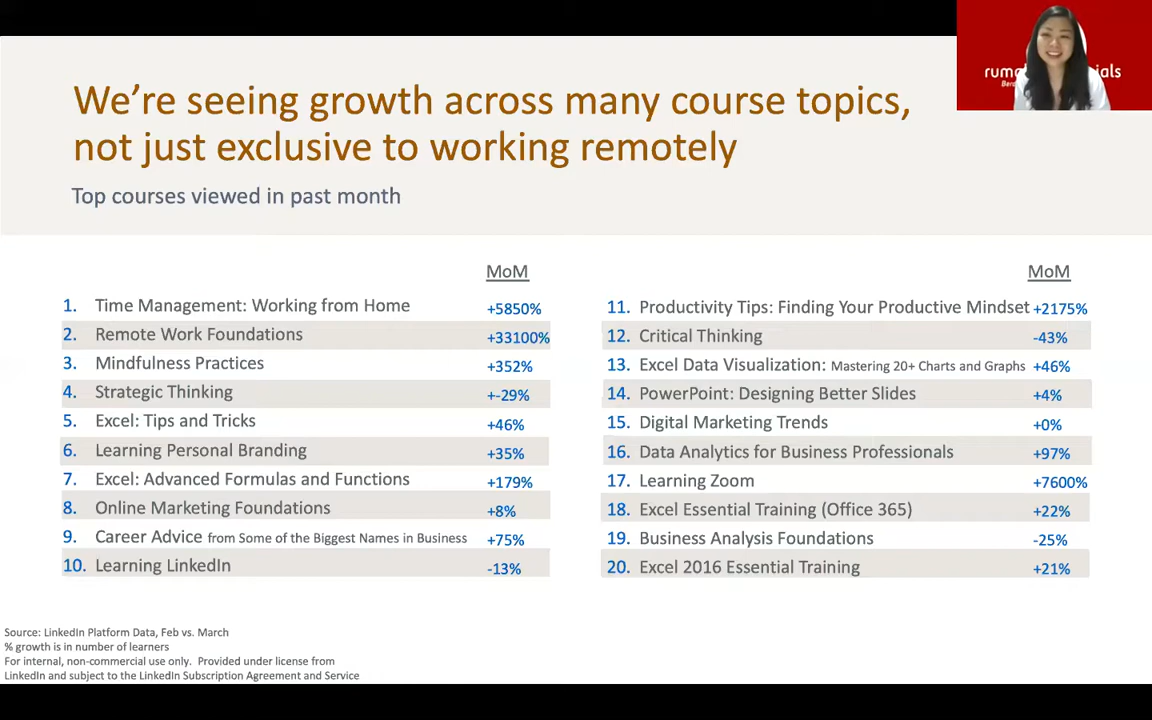 We're seeing growth across many course topics,
not just exclusive to working remotely
Top courses viewed in past month
MoM
1. Time Management: Working from Home +5850%
2. Remote Work Foundations +33100%
3. Mindfulness Practices +352%
4. Strategic Thinking +-29%
5. Excel: Tips and Tricks +46%
6. Learning Personal Branding +35%
7. Excel: Advanced Formulas and Functions +179%
8. Online Marketing Foundations +8%
9. Career Advice from Some of the Biggest Names in Business +75%
10. Learning LinkedIn -13%
MoM
11. Productivity Tips: Finding Your Productive Mindset +2175%
12. Critical Thinking -43%
13. Excel Data Visualization: Mastering 20+ Charts and Graphs +46%
14. PowerPoint: Designing Better Slides +4%
15. Digital Marketing Trends +0%
16. Data Analytics for Business Professionals +97%
17. Learning Zoom +7600%
18. Excel Essential Training (Office 365) +22%
19. Business Analysis Foundations -25%
20. Excel 2016 Essential Training +21%
Source: LinkedIn Platform Data, Feb vs. March
% growth is in number of learners
For internal, non-commercial use only. Provided under license from
LinkedIn and subject to the LinkedIn Subscription Agreement and Service